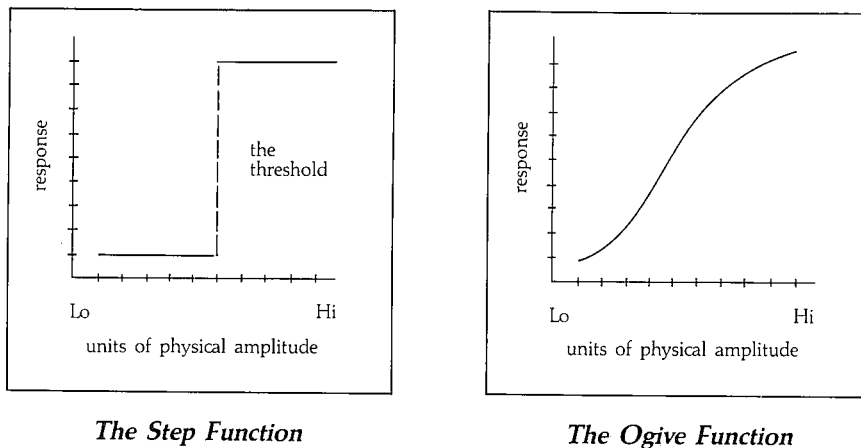 response
the
threshold
Lo
Hi
units of physical amplitude
The Step Function
response
Lo
Hi
units of physical amplitude
The Ogive Function